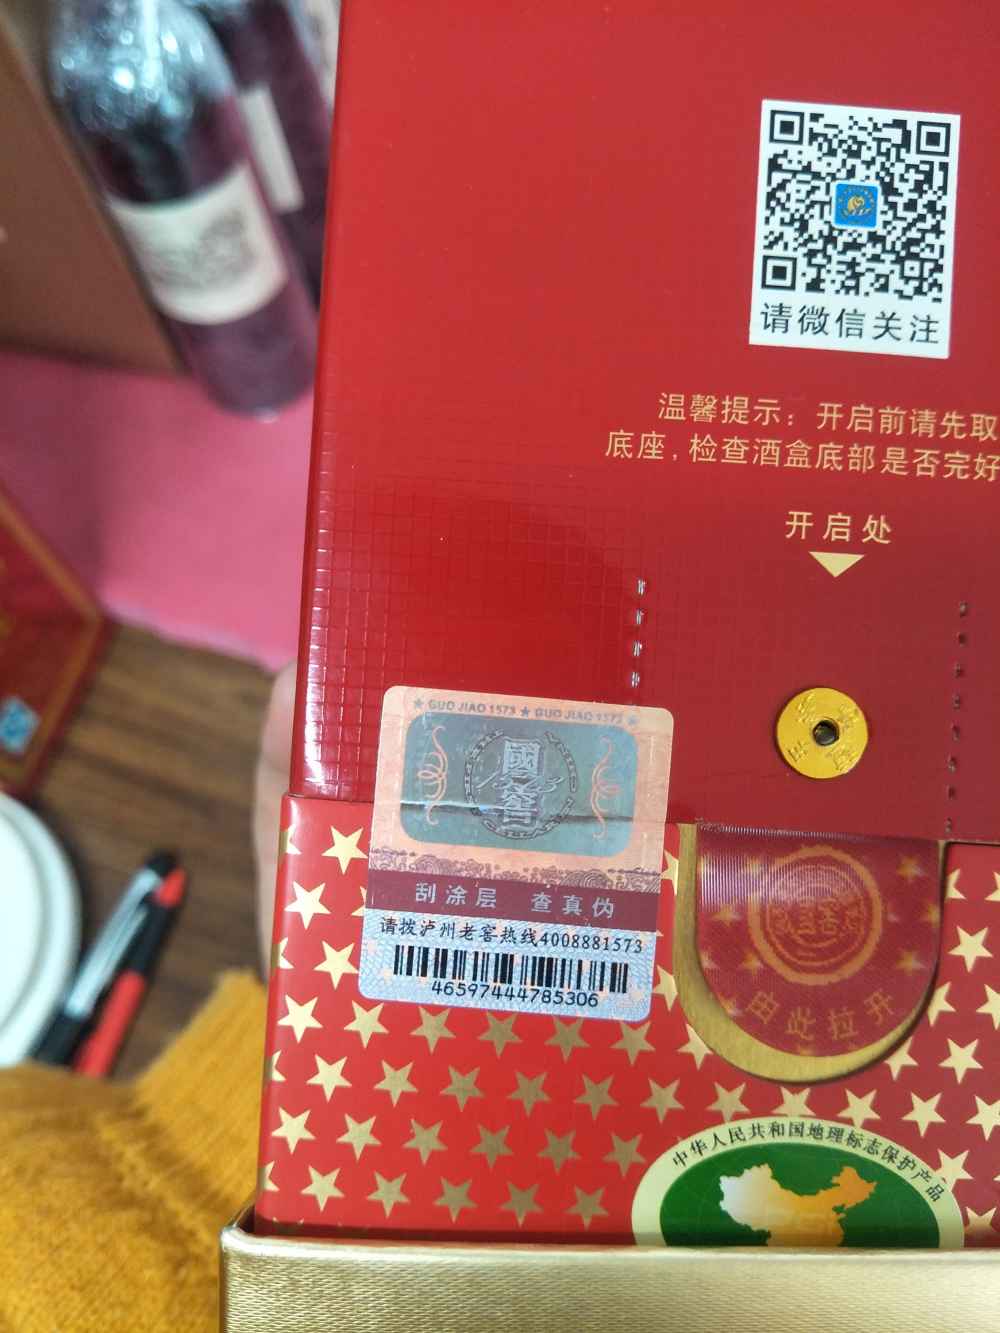 请微信关注
温馨提示：开启前请先取
底座，检查酒盒底部是否完好
开启处
★ GUO JIAO 1573 ★ GUO JIAO 1573 ★
國窖
刮涂层 查真伪
请拨泸州老窖热线4008881573
46597444785306
由此拉开
中华人民共和国地理标志保护产品